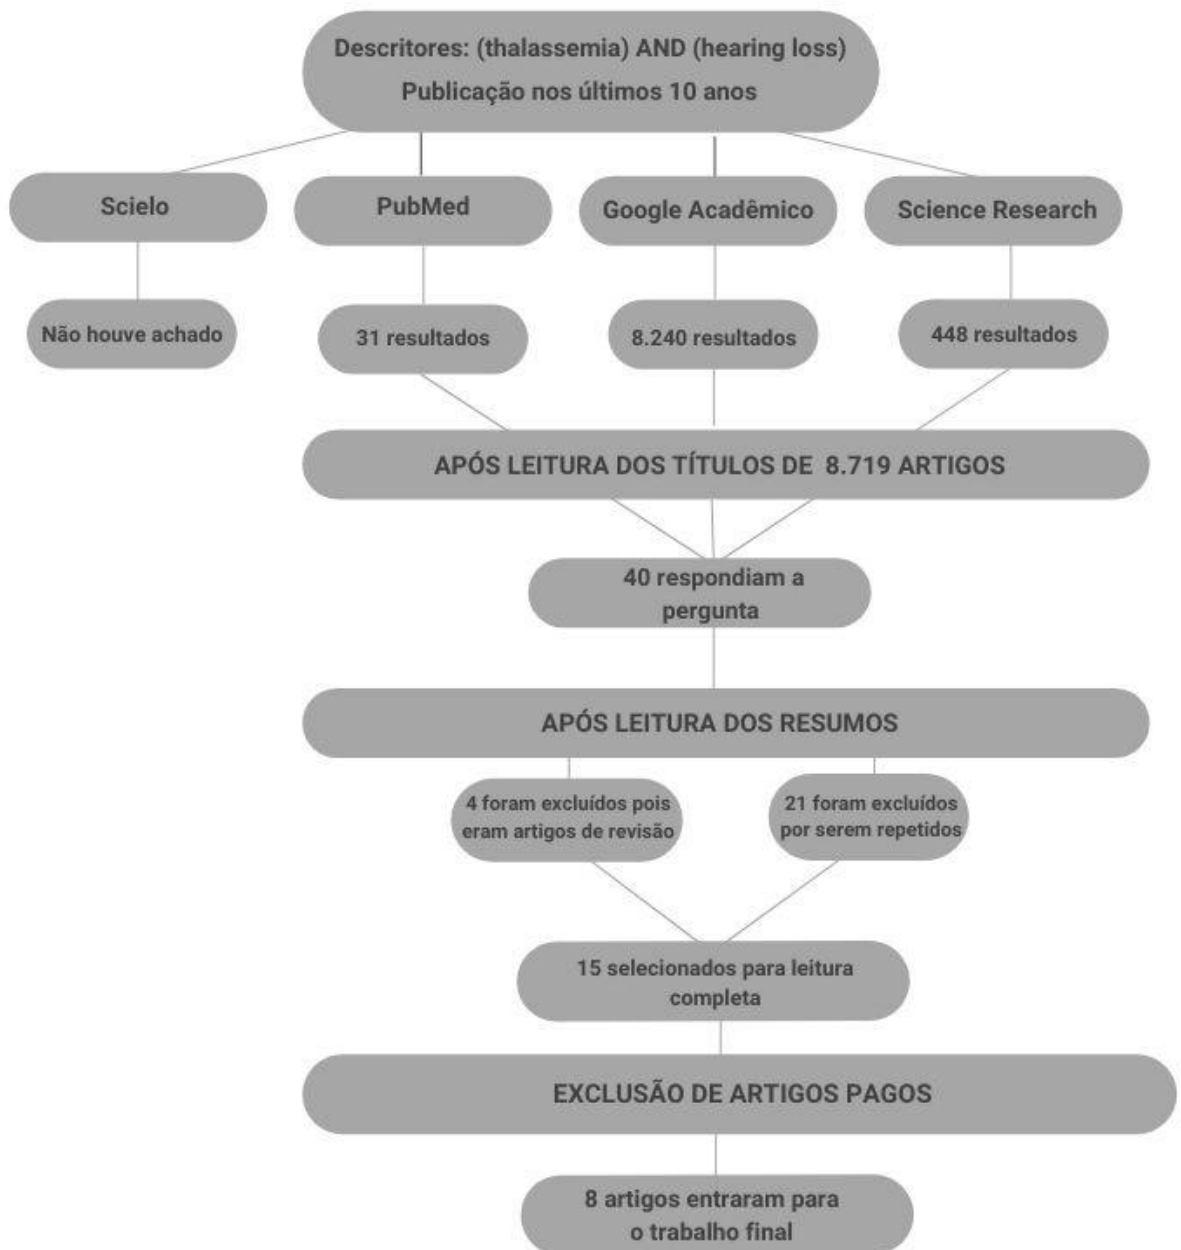 Descritores: (thalassemia) AND (hearing loss)
Publicação nos últimos 10 anos
Scielo
PubMed
Google Acadêmico
Science Research
Não houve achado
31 resultados
8.240 resultados
448 resultados
APÓS LEITURA DOS TÍTULOS DE 8.719 ARTIGOS
40 respondiam a
pergunta
APÓS LEITURA DOS RESUMOS
4 foram excluídos pois
eram artigos de revisão
21 foram excluídos
por serem repetidos
15 selecionados para leitura
completa
EXCLUSÃO DE ARTIGOS PAGOS
8 artigos entraram para
o trabalho final